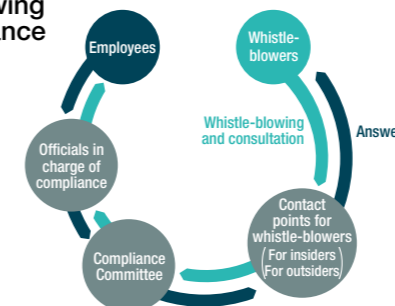 Employees
Whistle-
blowers
Whistle-blowing
and consultation
Officials in
charge of
compliance
Contact
points for
whistle-blowers
(For insiders
For outsiders)
Compliance
Committee